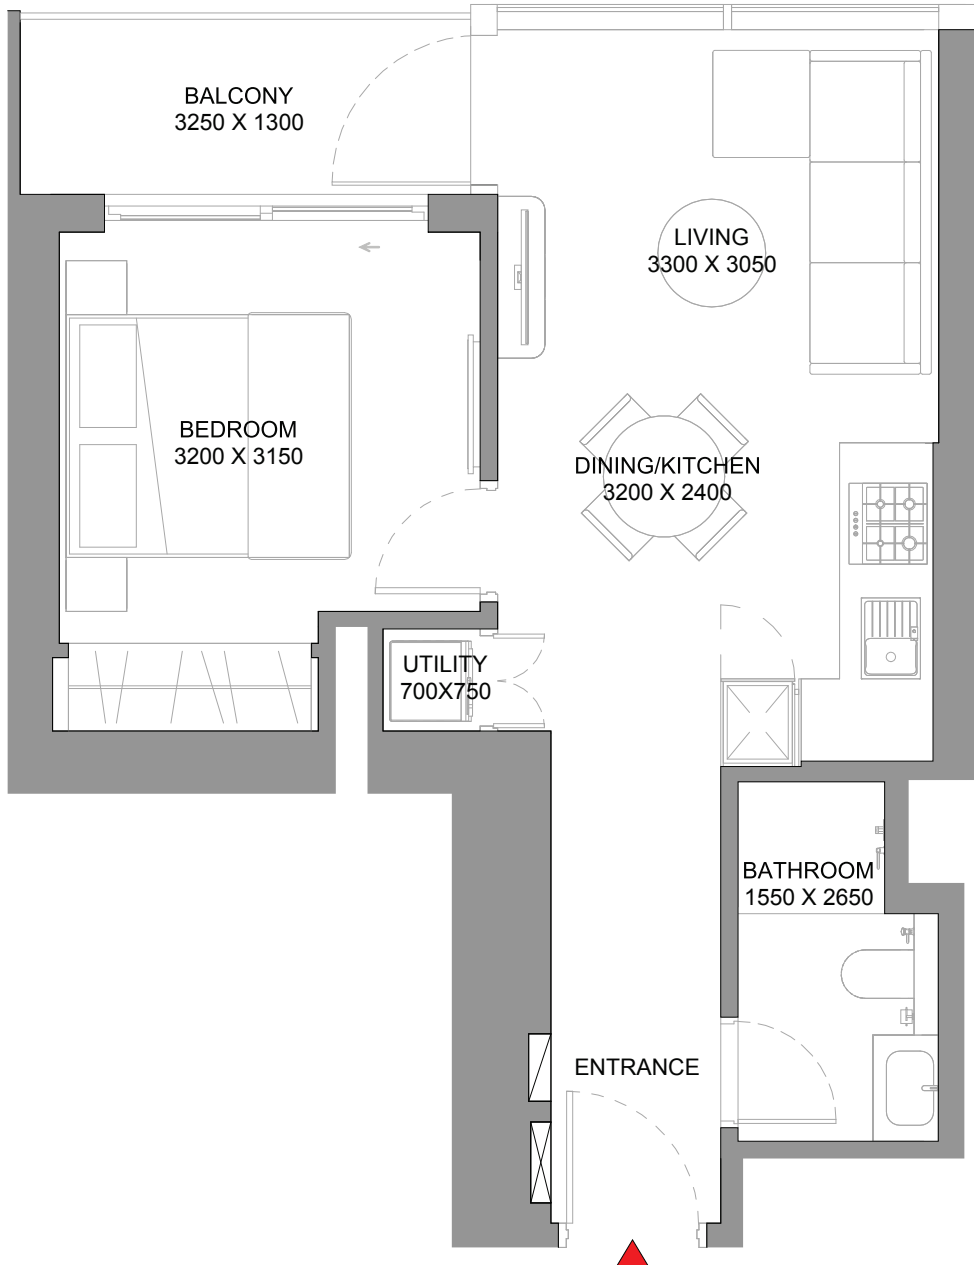 BALCONY
3250 X 1300
LIVING
3300 X 3050
BEDROOM
3200 X 3150
DINING/KITCHEN
3200 X 2400
UTILITY
700X750
BATHROOM
1550 X 2650
ENTRANCE